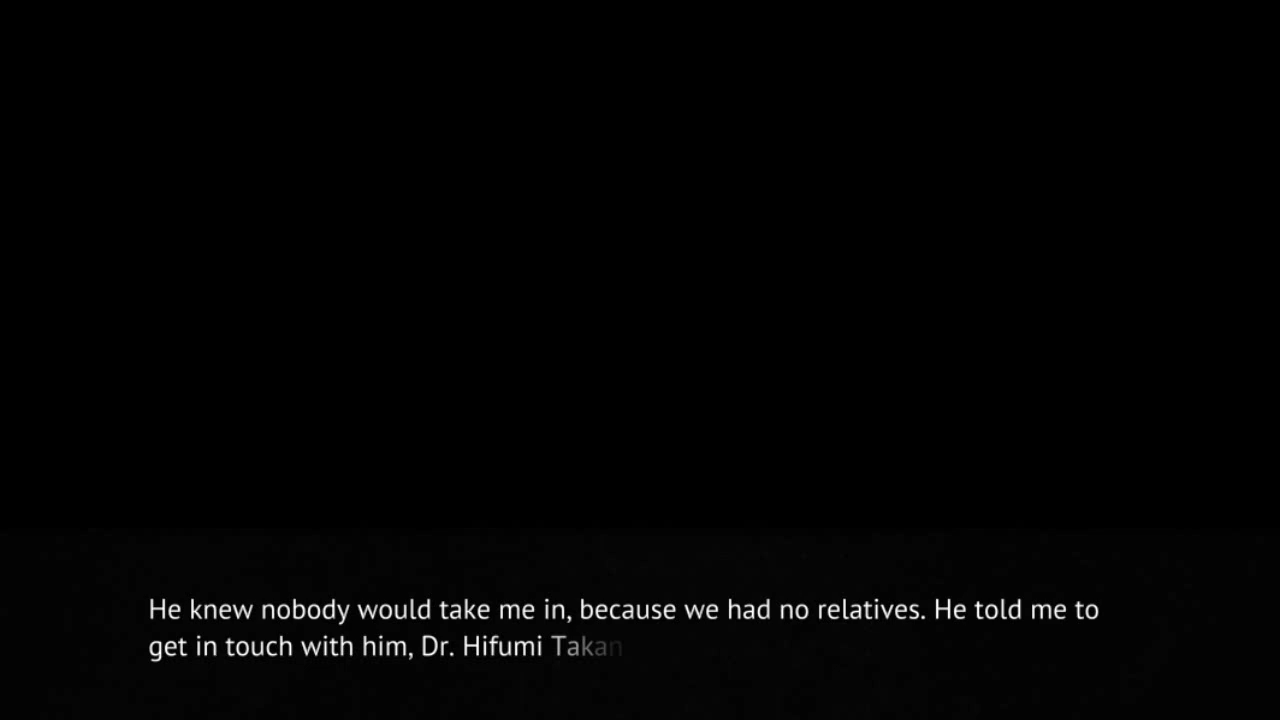 He knew nobody would take me in, because we had no relatives. He told me to
get in touch with him, Dr. Hifumi Takan